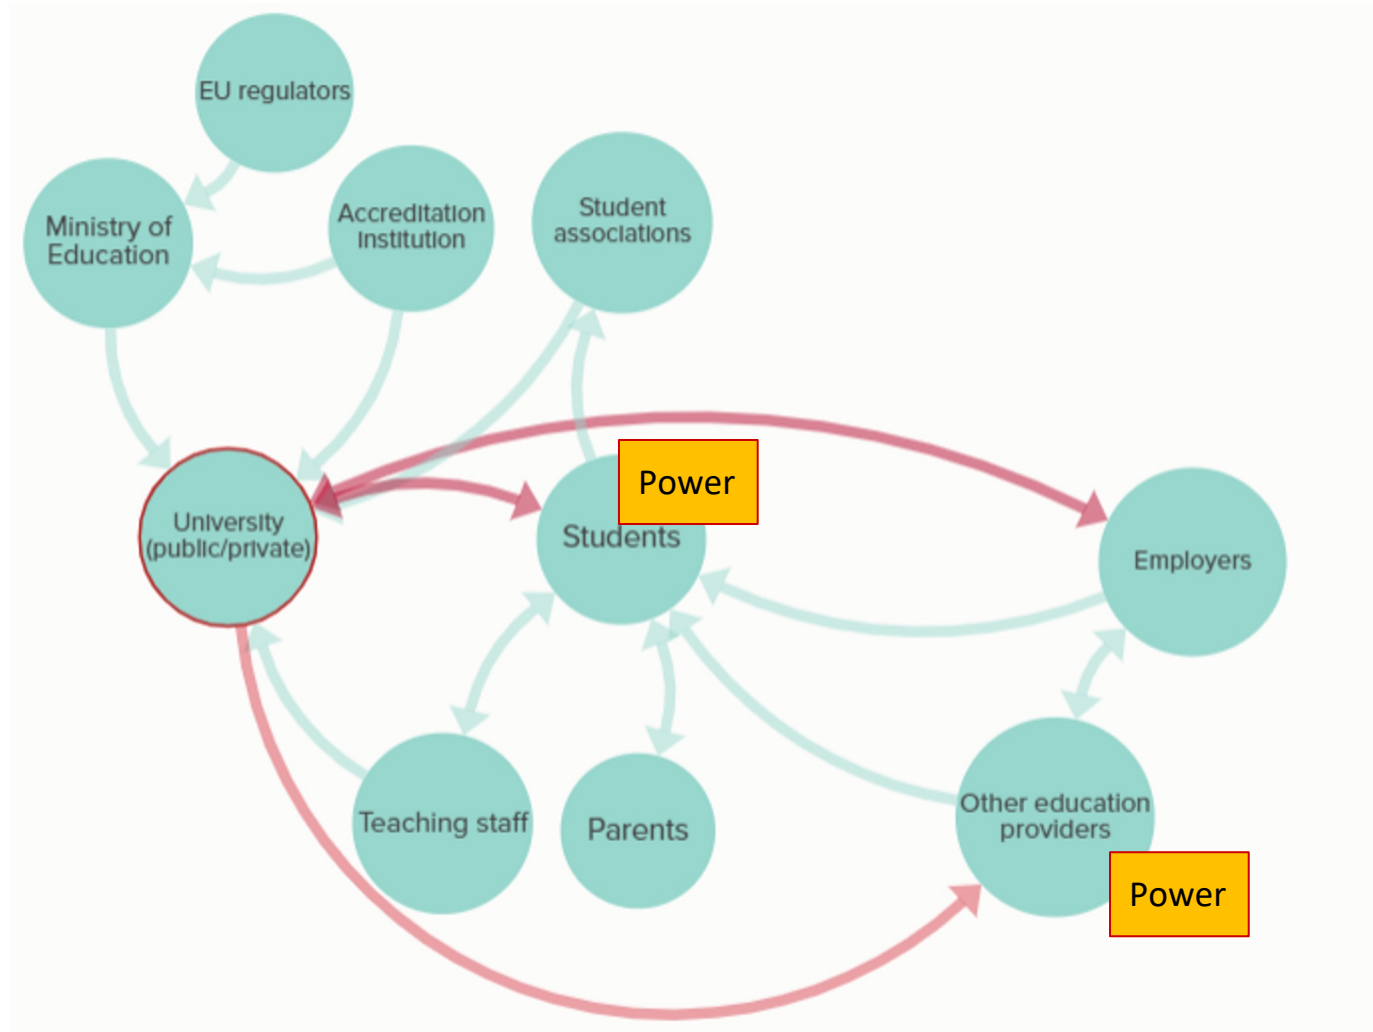 EU regulators
Ministry of
Education
Accreditation
institution
Student
associations
Power
University
(public/private)
Students
Employers
Teaching staff
Parents
Other education
providers
Power